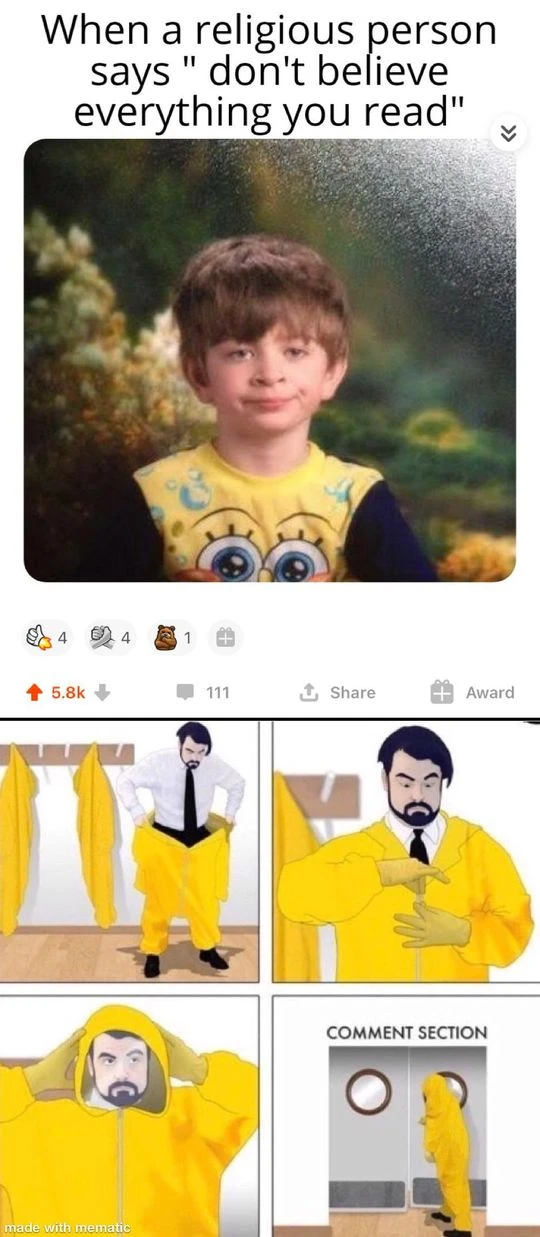 When a religious person
says " don't believe
everything you read"
4 4 1
5.8k 111 Share Award
COMMENT SECTION
made with mematic